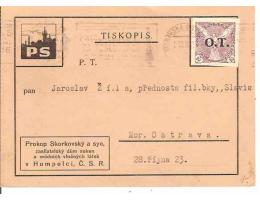 PS
TISKOPIS.
O.T.
P. T.
pan Jaroslav Žíla, přednosta fil.bky,,Slavie
Mor. Ostrava.
28.října 23.
Prokop Skorkovský a syn,
zasilatelský dům suken
a módních vlněných látek
v Humpolci, Č. S. R.